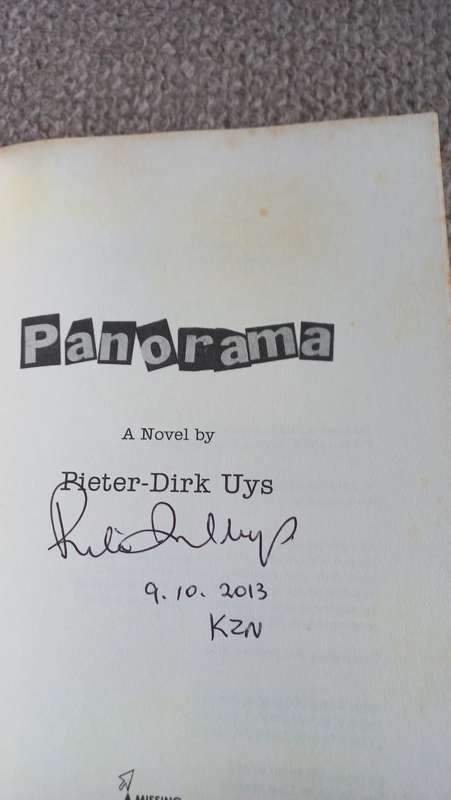 Panorama
A Novel by
Pieter-Dirk Uys
9.10.2013
KZN
MISSING